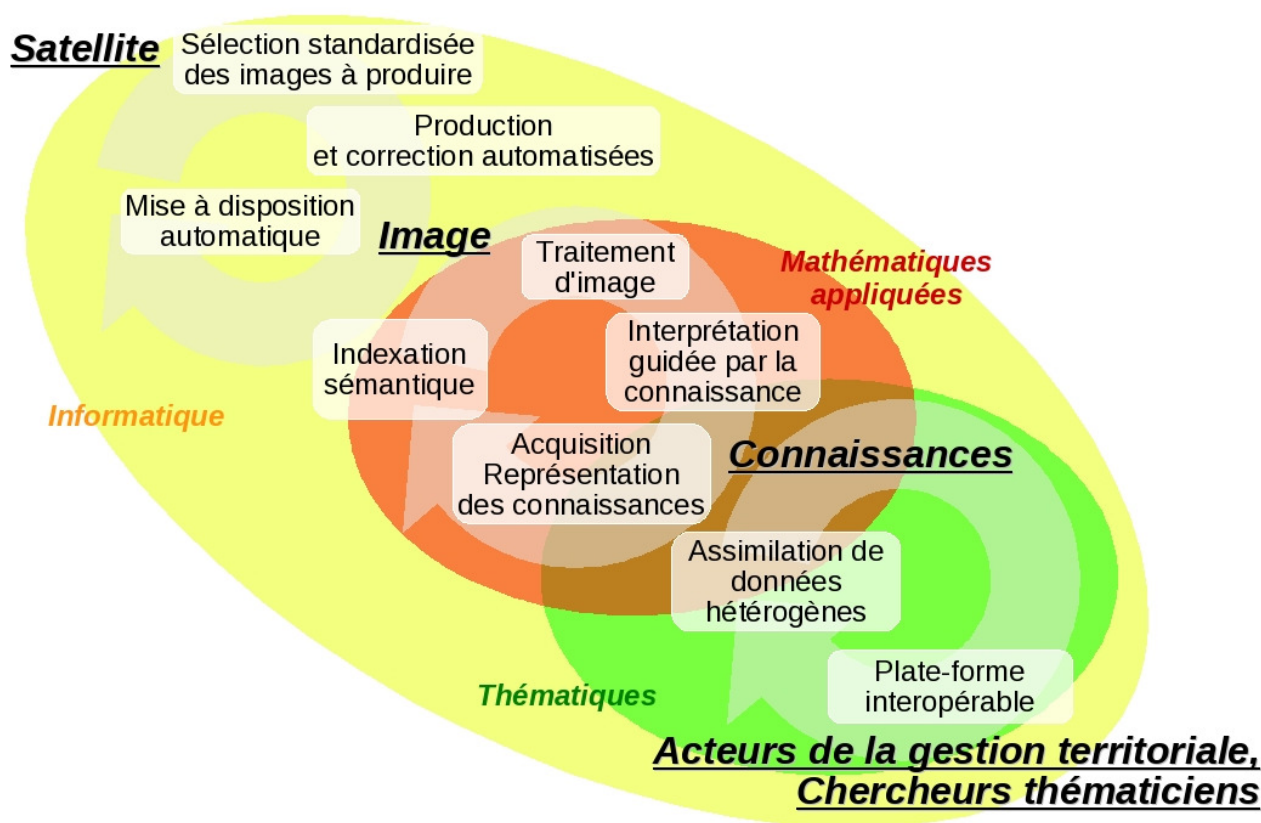 Satellite
Sélection standardisée
des images à produire
Production
et correction automatisées
Mise à disposition
automatique
Image
Traitement
d'image
Mathématiques
appliquées
Indexation
sémantique
Interprétation
guidée par la
connaissance
Informatique
Acquisition
Représentation
des connaissances
Connaissances
Assimilation de
données
hétérogènes
Thématiques
Plate-forme
interopérable
Acteurs de la gestion territoriale,
Chercheurs thématiciens